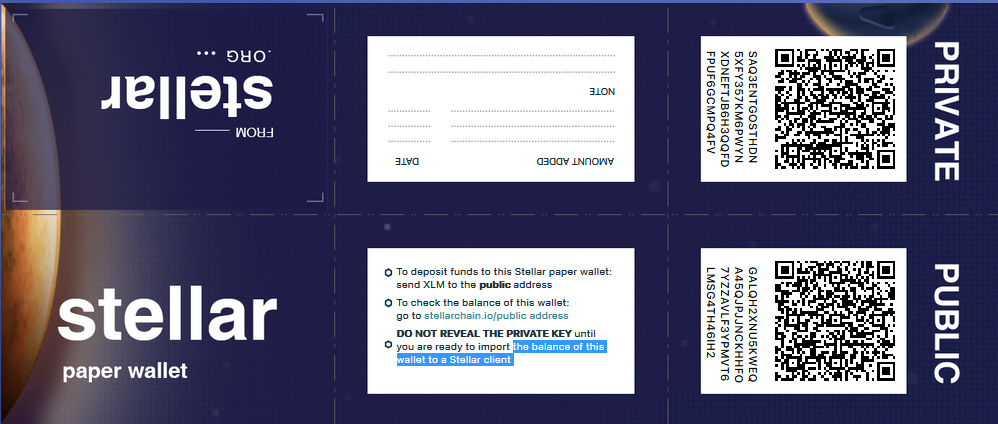 FROM
stellar
.ORG ...
AMOUNT ADDED DATE
NOTE
SAQ3ENTGOSTHDN
5XFY357KM6PWYN
XDNEFTJB6H3QQFD
FPUF6GCMPQ4FV
PRIVATE
stellar
paper wallet
To deposit funds to this Stellar paper wallet:
send XLM to the public address
To check the balance of this wallet:
go to stellarchain.io/public address
DO NOT REVEAL THE PRIVATE KEY until
you are ready to import the balance of this
wallet to a Stellar client
GALQH2XNU5KWEQ
A45QJPJJNCKHHFO
7YZZAVLF3YPMVT6
LMSG4TH46IH2
PUBLIC